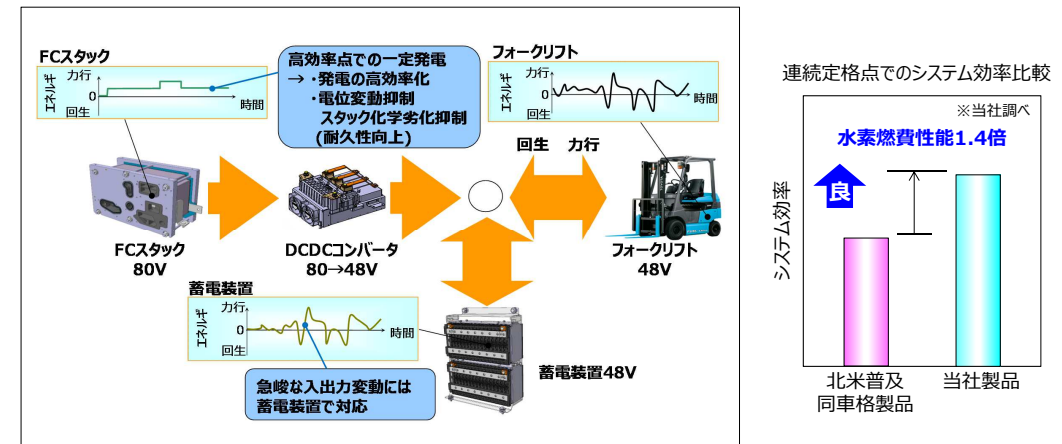 FCスタック
力行
エネルギ
0
回生
時間
高効率点での一定発電
→ ・発電の高効率化
・電位変動抑制
スタック化学劣化抑制
(耐久性向上)
フォークリフト
力行
エネルギ
0
回生
時間
回生 力行
FCスタック
80V
DCDCコンバータ
80→48V
フォークリフト
48V
蓄電装置
力行
エネルギ
0
回生
時間
急峻な入出力変動には
蓄電装置で対応
蓄電装置48V
連続定格点でのシステム効率比較
※当社調べ
水素燃費性能1.4倍
良
システム効率
北米普及
同車格製品
当社製品